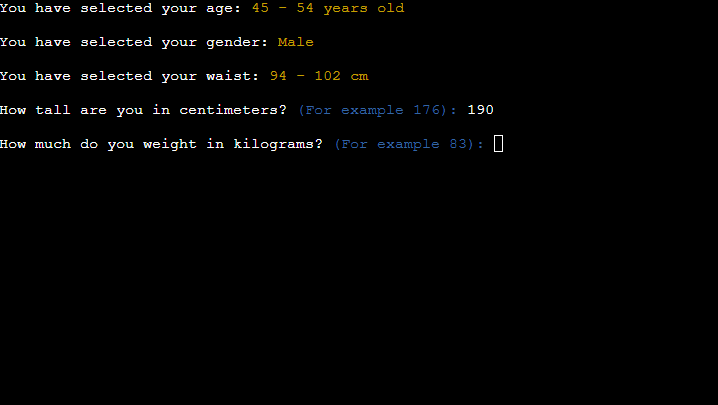 You have selected your age: 45 - 54 years old
You have selected your gender: Male
You have selected your waist: 94 - 102 cm
How tall are you in centimeters? (For example 176): 190
How much do you weight in kilograms? (For example 83):